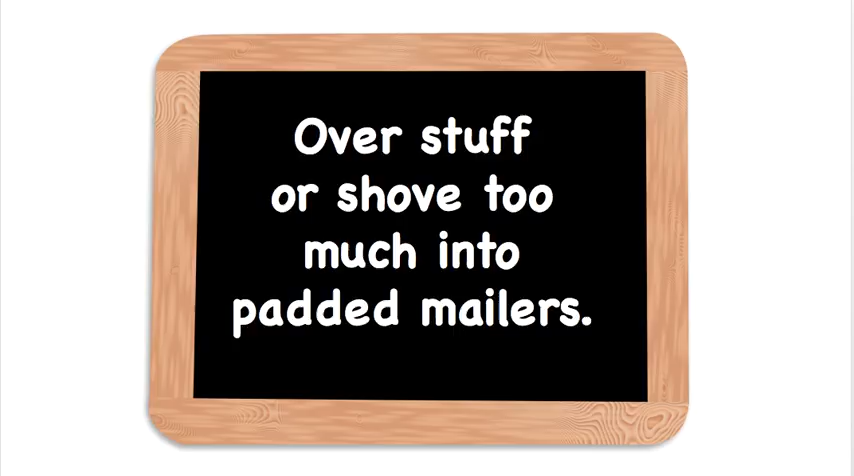 Over stuff
or shove too
much into
padded mailers.